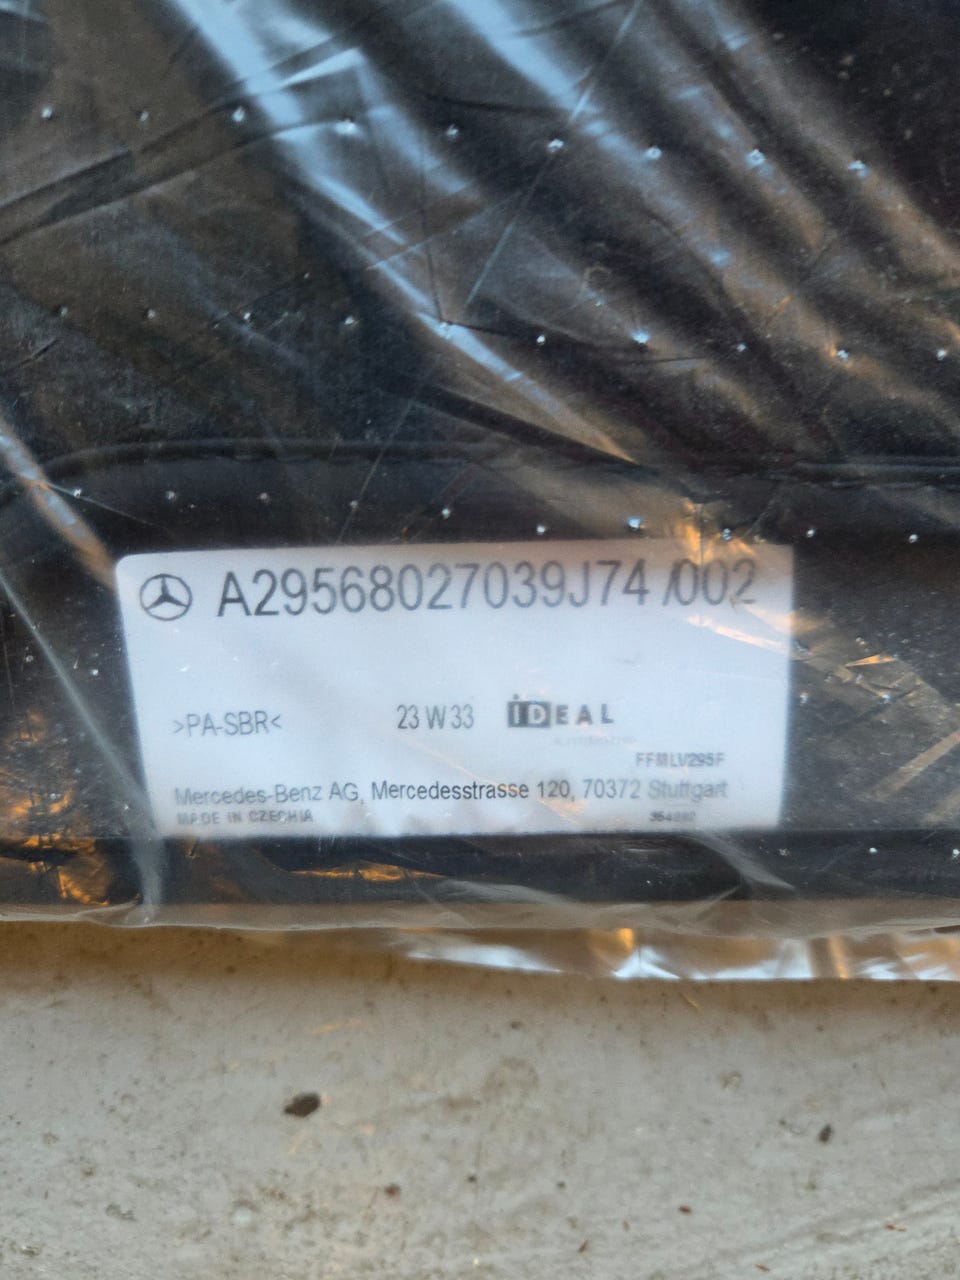 A29568027039J74 /002
>PA-SBR< 23 W 33 iDEAL
FFMLV295F
Mercedes-Benz AG, Mercedesstrasse 120, 70372 Stuttgart
MADE IN CZECHIA